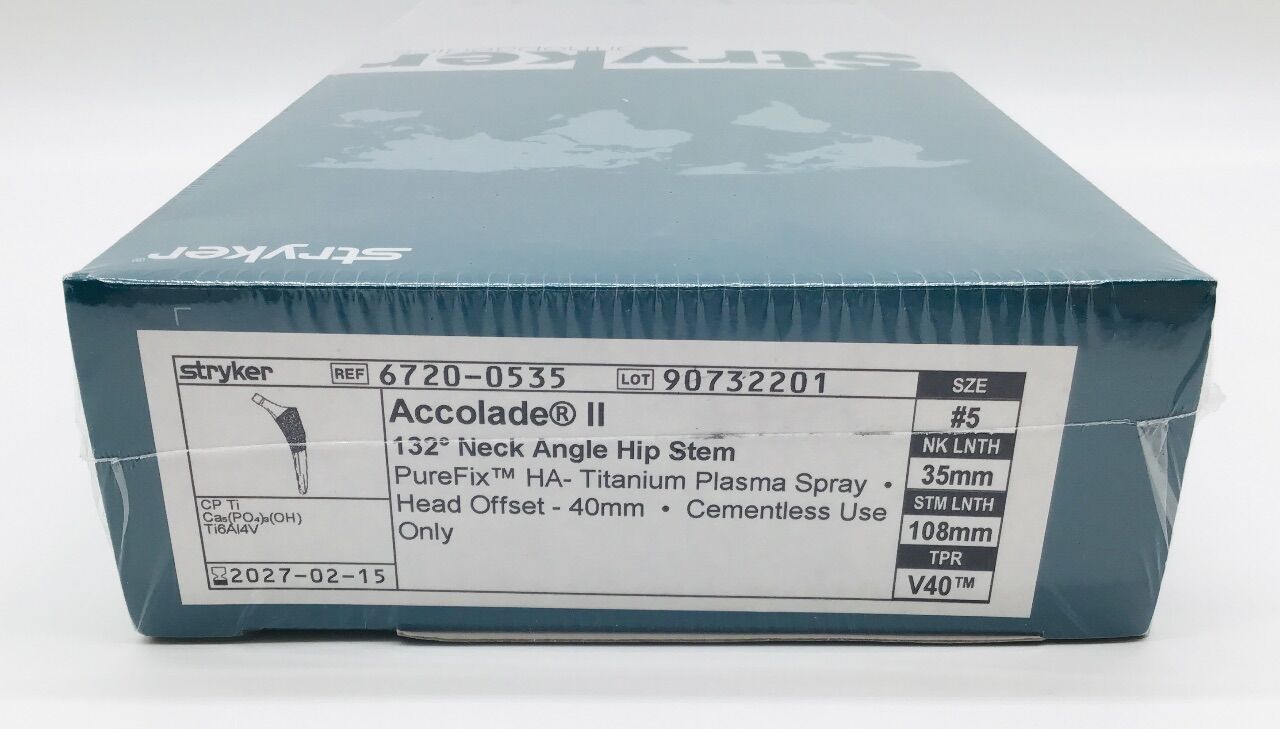 stryker
stryker®
stryker REF 6720-0535 LOT 90732201
Accolade® II
132° Neck Angle Hip Stem
PureFix™ HA- Titanium Plasma Spray •
Head Offset - 40mm • Cementless Use
Only
CP Ti
Ca₅(PO₄)₃(OH)
Ti6Al4V
2027-02-15
SZE
#5
NK LNTH
35mm
STM LNTH
108mm
TPR
V40™